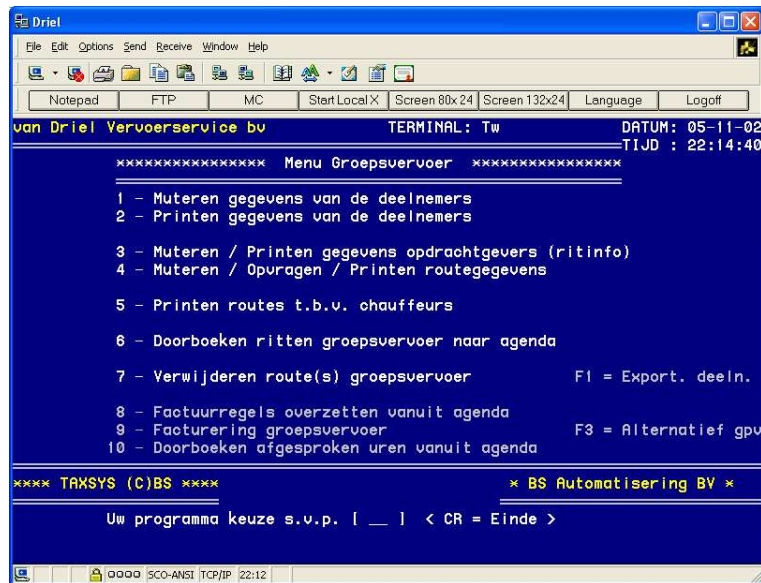 Driel
File Edit Options Send Receive Window Help
Notepad FTP MC Start Local X Screen 80x24 Screen 132x24 Language Logoff
van Driel Vervoerservice bv TERMINAL: Tw DATUM: 05-11-02
TIJD : 22:14:40
**************** Menu Groepsvervoer ****************
1 - Muteren gegevens van de deelnemers
2 - Printen gegevens van de deelnemers
3 - Muteren / Printen gegevens opdrachtgevers (ritinfo)
4 - Muteren / Opvragen / Printen routegegevens
5 - Printen routes t.b.v. chauffeurs
6 - Doorboeken ritten groepsvervoer naar agenda
7 - Verwijderen route(s) groepsvervoer F1 = Export. deeln.
8 - Factuurregels overzetten vanuit agenda
9 - Facturering groepsvervoer F3 = Alternatief gpv
10 - Doorboeken afgesproken uren vanuit agenda
**** TAXSYS (C)BS **** * BS Automatisering BV *
Uw programma keuze s.v.p. [ __ ] < CR = Einde >
SCO-ANSI TCP/IP 22:12